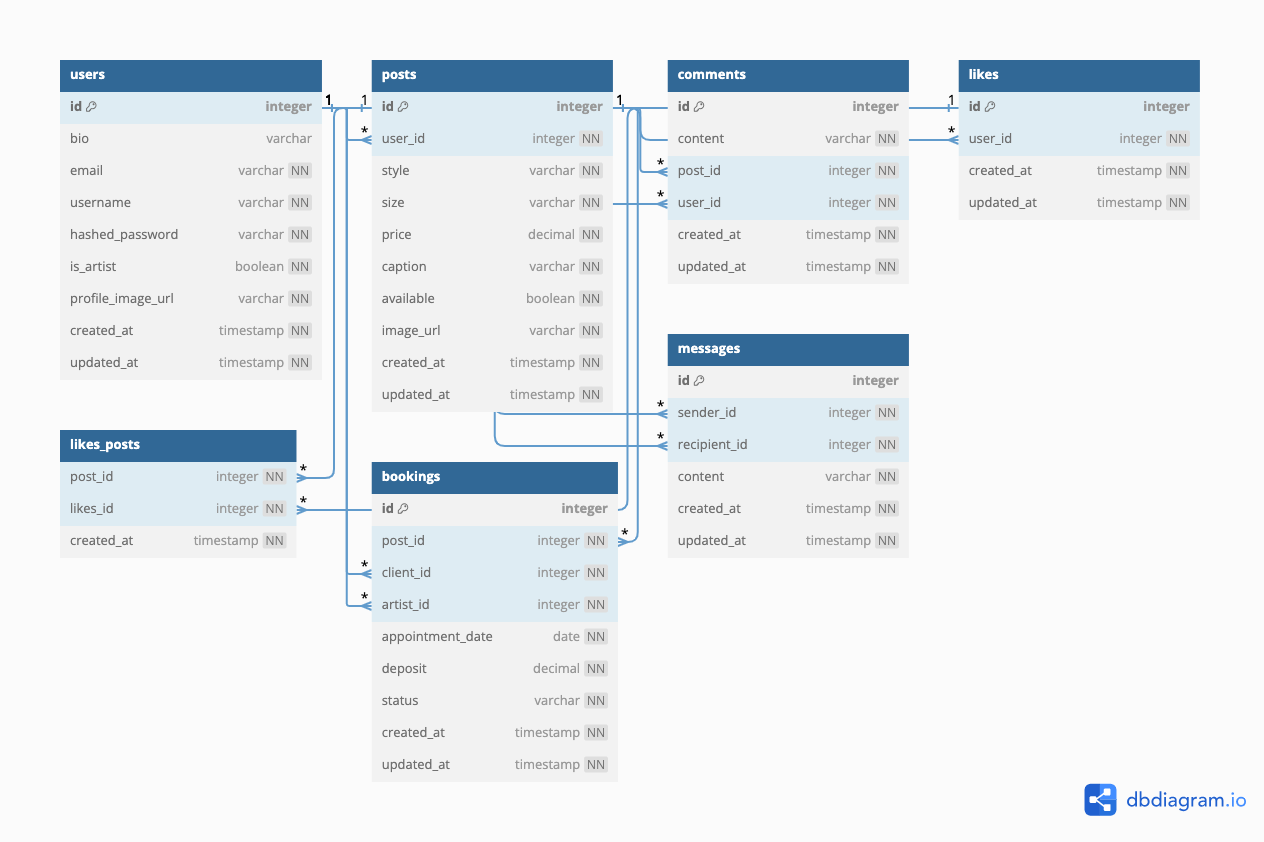 users
id integer
bio varchar
email varchar NN
username varchar NN
hashed_password varchar NN
is_artist boolean NN
profile_image_url varchar NN
created_at timestamp NN
updated_at timestamp NN
1
1
*
posts
id integer
user_id integer NN
style varchar NN
size varchar NN
price decimal NN
caption varchar NN
available boolean NN
image_url varchar NN
created_at timestamp NN
updated_at timestamp NN
1
*
*
comments
id integer
content varchar NN
post_id integer NN
user_id integer NN
created_at timestamp NN
updated_at timestamp NN
1
*
likes
id integer
user_id integer NN
created_at timestamp NN
updated_at timestamp NN
*
*
messages
id integer
sender_id integer NN
recipient_id integer NN
content varchar NN
created_at timestamp NN
updated_at timestamp NN
likes_posts
post_id integer NN
likes_id integer NN
created_at timestamp NN
*
*
*
*
bookings
id integer
post_id integer NN
client_id integer NN
artist_id integer NN
appointment_date date NN
deposit decimal NN
status varchar NN
created_at timestamp NN
updated_at timestamp NN
*
dbdiagram.io